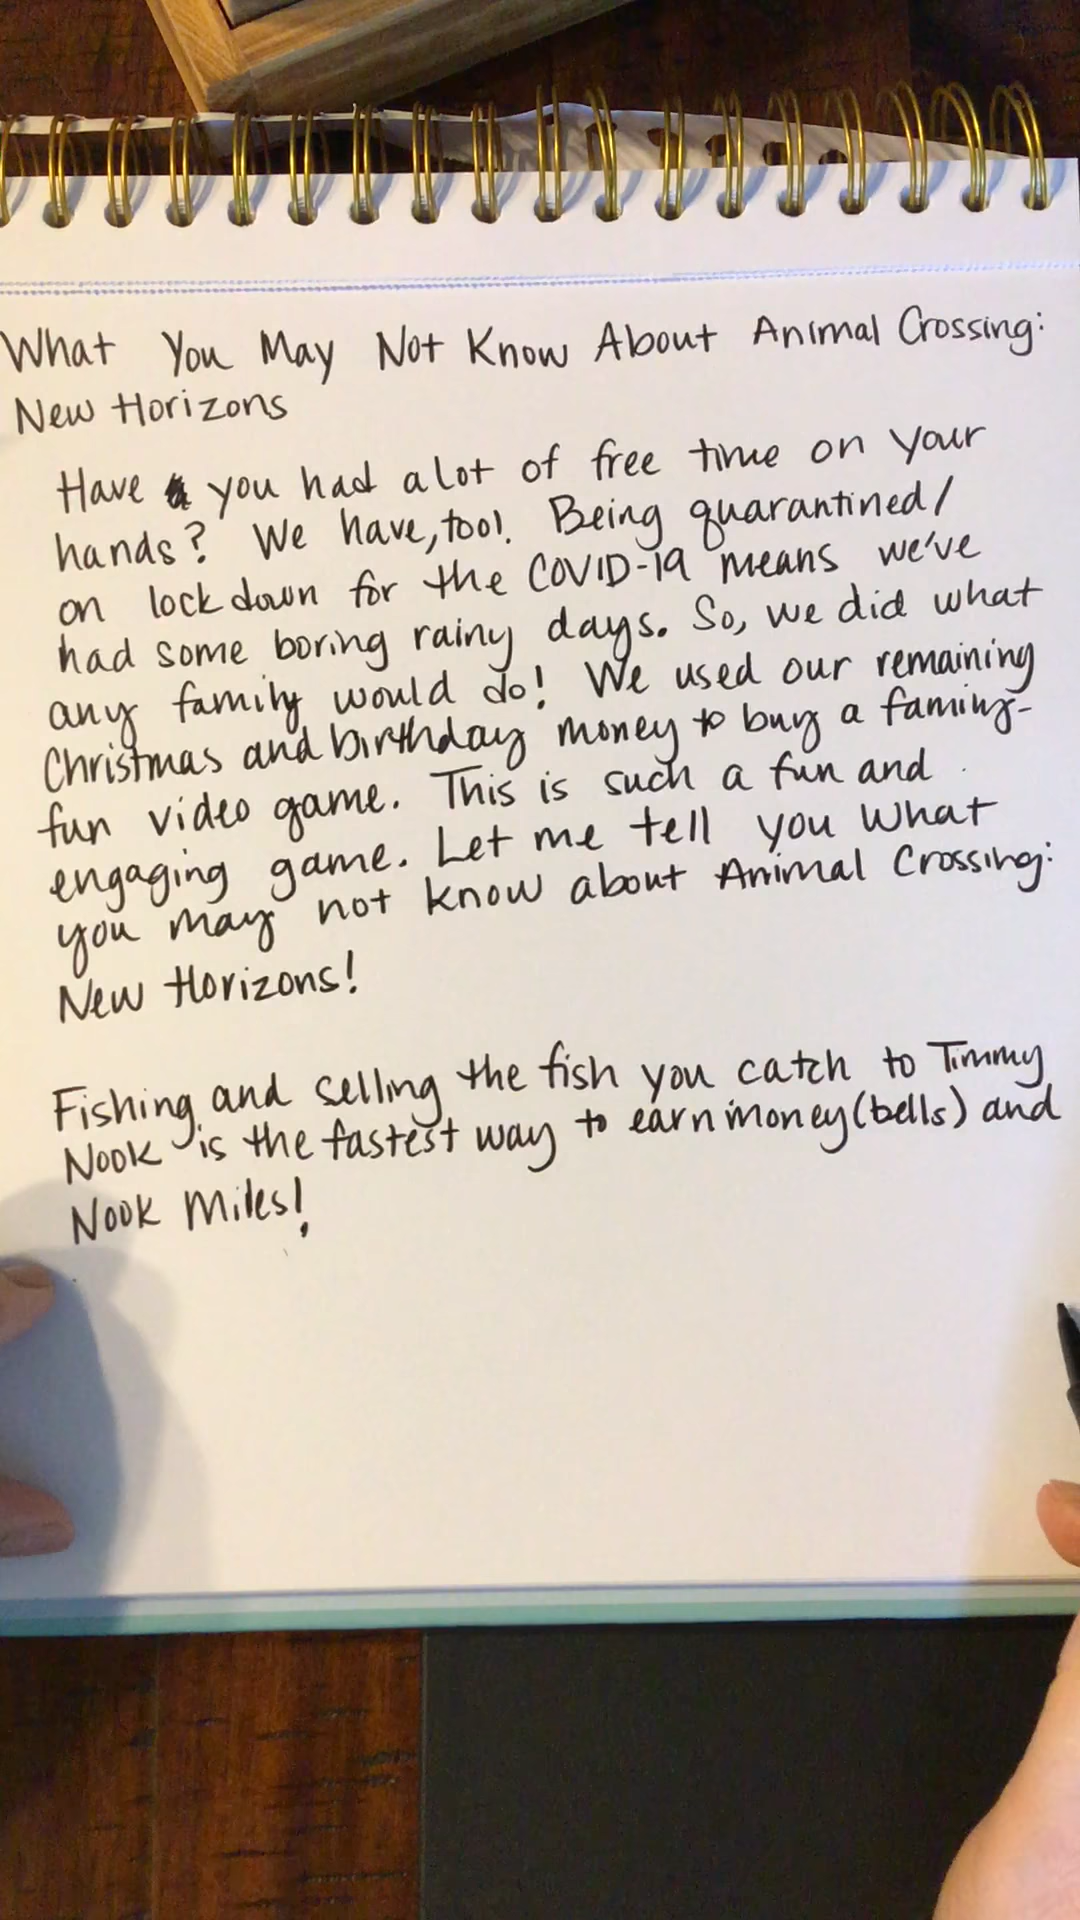 What You May Not Know About Animal Crossing:
New Horizons
Have you had a lot of free time on your
hands? We have, too! Being quarantined/
on lockdown for the COVID-19 means we've
had some boring rainy days. So, we did what
any family would do! We used our remaining
Christmas and birthday money to buy a faming-
fun video game. This is such a fun and
engaging game. Let me tell you what
you may not know about Animal Crossing:
New Horizons!
Fishing and selling the fish you catch to Timmy
Nook is the fastest way to earn money (bells) and
Nook Miles!